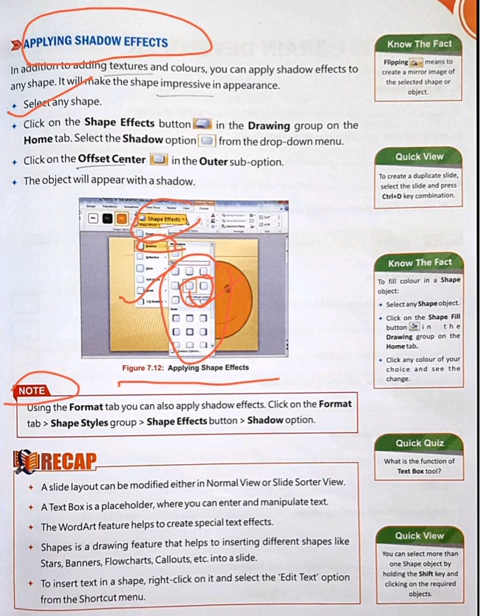 APPLYING SHADOW EFFECTS
In addition to adding textures and colours, you can apply shadow effects to
any shape. It will make the shape impressive in appearance.
Select any shape.
Click on the Shape Effects button in the Drawing group on the
Home tab. Select the Shadow option from the drop-down menu.
Click on the Offset Center in the Outer sub-option.
The object will appear with a shadow.
Shape Effects
Figure 7.12: Applying Shape Effects
NOTE
Using the Format tab you can also apply shadow effects. Click on the Format
tab > Shape Styles group > Shape Effects button > Shadow option.
RECAP
A slide layout can be modified either in Normal View or Slide Sorter View.
A Text Box is a placeholder, where you can enter and manipulate text.
The WordArt feature helps to create special text effects.
Shapes is a drawing feature that helps to inserting different shapes like
Stars, Banners, Flowcharts, Callouts, etc. into a slide.
To insert text in a shape, right-click on it and select the 'Edit Text' option
from the Shortcut menu.
Know The Fact
Flipping means to
create a mirror image of
the selected shape or
object.
Quick View
To create a duplicate slide,
select the slide and press
Ctrl+D key combination.
Know The Fact
To fill colour in a Shape
object:
Select any Shape object.
Click on the Shape Fill
button in the
Drawing group on the
Home tab.
Click any colour of your
choice and see the
change.
Quick Quiz
What is the function of
Text Box tool?
Quick View
You can select more than
one Shape object by
holding the Shift key and
clicking on the required
objects.